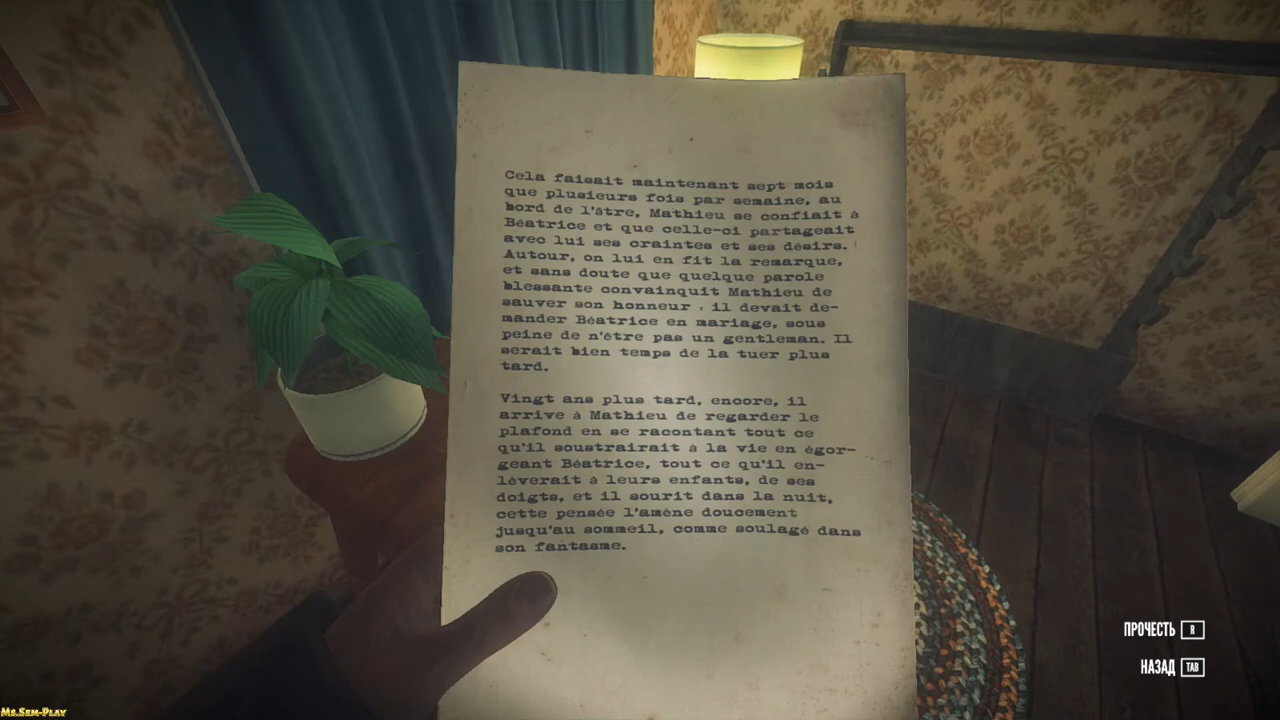 Cela faisait maintenant sept mois
que plusieurs fois par semaine, au
bord de l'âtre, Mathieu se confiait à
Béatrice et que celle-ci partageait
avec lui ses craintes et ses désirs.
Autour, on lui en fit la remarque,
et sans doute que quelque parole
blessante convainquit Mathieu de
sauver son honneur : il devait de-
mander Béatrice en mariage, sous
peine de n'être pas un gentleman. Il
serait bien temps de la tuer plus
tard.
Vingt ans plus tard, encore, il
arrive à Mathieu de regarder le
plafond en se racontant tout ce
qu'il soustrairait à la vie en égor-
geant Béatrice, tout ce qu'il en-
lèverait à leurs enfants, de ses
doigts, et il sourit dans la nuit,
cette pensée l'amène doucement
jusqu'au sommeil, comme soulagé dans
son fantasme.
ПРОЧЕСТЬ R
НАЗАД TAB
Ms.Sem-Play